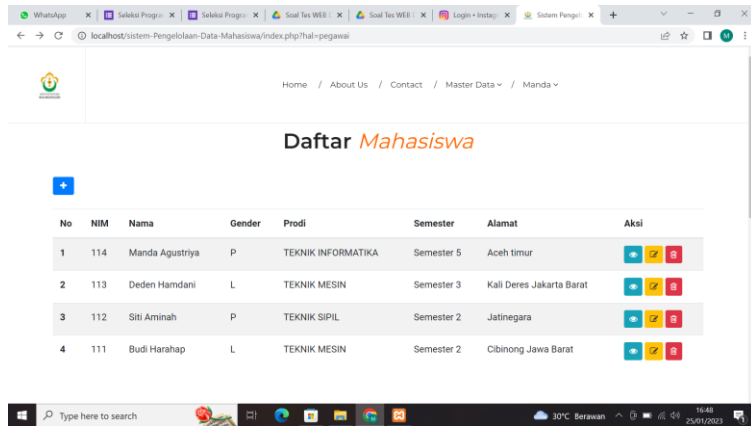 WhatsApp
Seleksi Progra
Seleksi Progra
Soal Tes WEB
Soal Tes WEB
Login • Instag
Sistem Pengel
localhost/sistem-Pengelolaan-Data-Mahasiswa/index.php?hal=pegawai
M
Home / About Us / Contact / Master Data / Manda
Daftar Mahasiswa
+
No NIM Nama Gender Prodi Semester Alamat Aksi
1 114 Manda Agustriya P TEKNIK INFORMATIKA Semester 5 Aceh timur
2 113 Deden Hamdani L TEKNIK MESIN Semester 3 Kali Deres Jakarta Barat
3 112 Siti Aminah P TEKNIK SIPIL Semester 2 Jatinegara
4 111 Budi Harahap L TEKNIK MESIN Semester 2 Cibinong Jawa Barat
Type here to search
30°C Berawan
16:48
25/01/2023